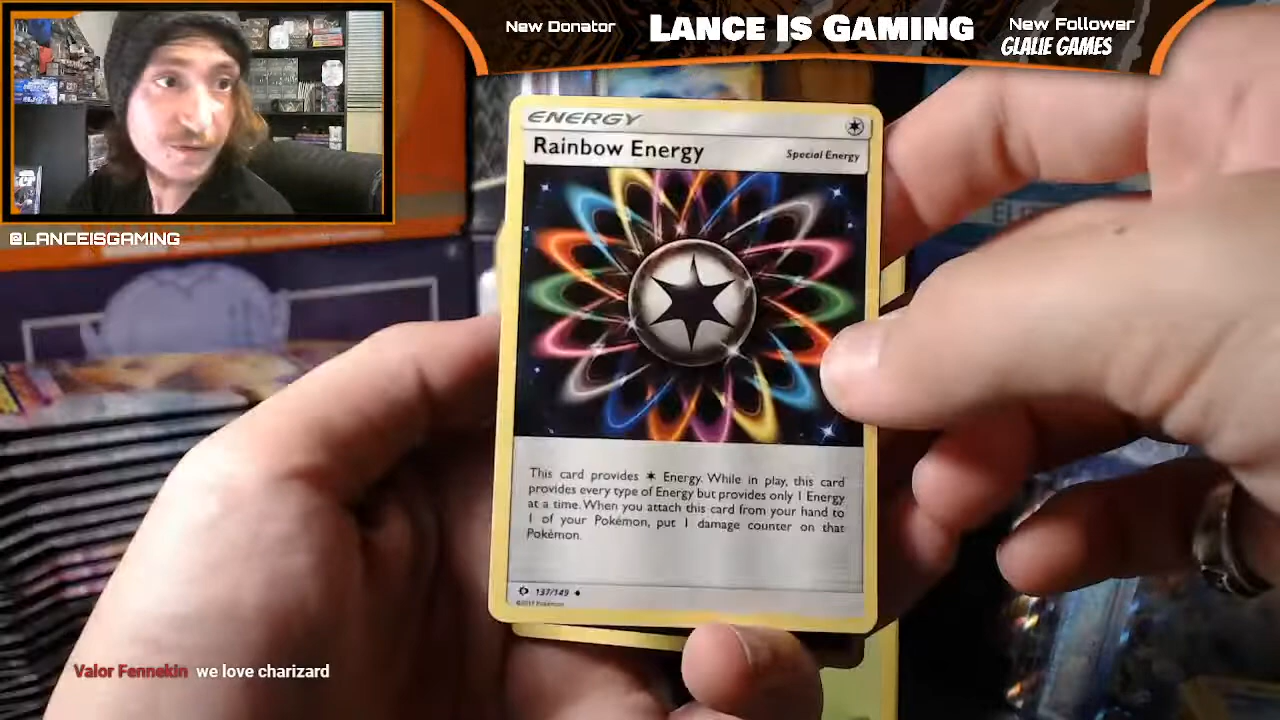 New Donator
LANCE IS GAMING
New Follower
GLALIE GAMES
@LANCEISGAMING
ENERGY
Rainbow Energy
Special Energy
This card provides ✶ Energy. While in play, this card
provides every type of Energy but provides only 1 Energy
at a time. When you attach this card from your hand to
1 of your Pokémon, put 1 damage counter on that
Pokémon.
137/149
©2017 Pokémon
Valor Fennekin we love charizard